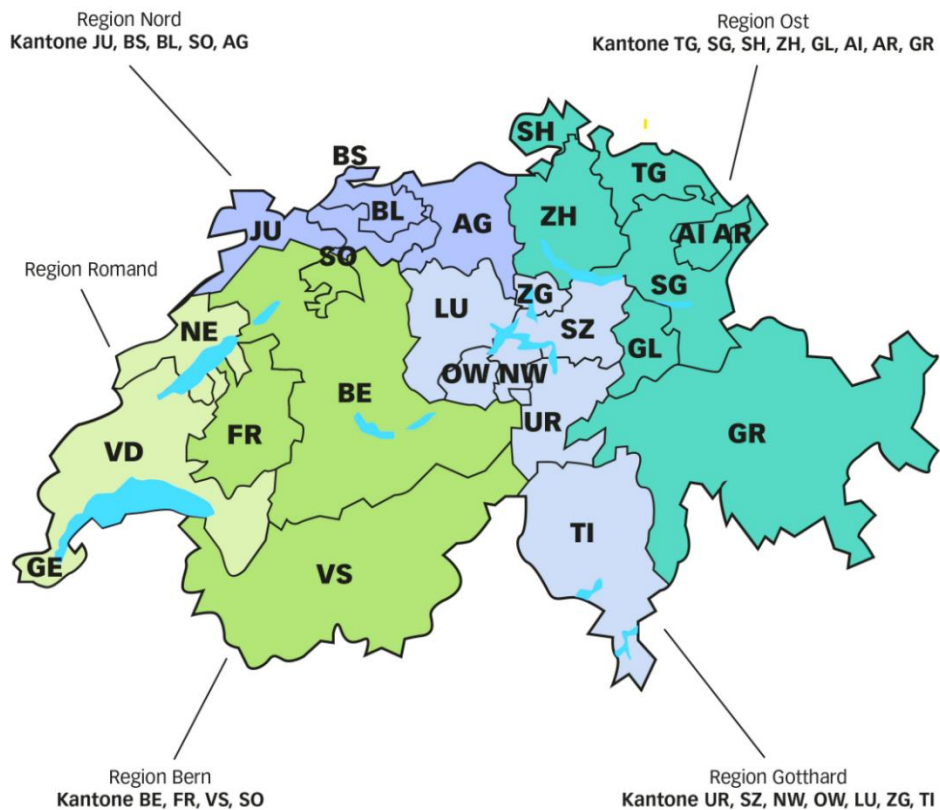 Region Nord
Kantone JU, BS, BL, SO, AG
Region Ost
Kantone TG, SG, SH, ZH, GL, AI, AR, GR
SH
BS
TG
BL
ZH
AG
JU
AI AR
SO
Region Romand
SG
ZG
LU
SZ
NE
GL
OW
NW
BE
UR
FR
GR
VD
TI
GE
VS
Region Bern
Kantone BE, FR, VS, SO
Region Gotthard
Kantone UR, SZ, NW, OW, LU, ZG, TI